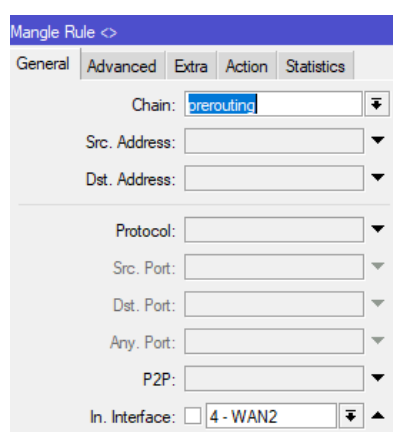 Mangle Rule <>
General Advanced Extra Action Statistics
Chain: prerouting
Src. Address:
Dst. Address:
Protocol:
Src. Port:
Dst. Port:
Any. Port:
P2P:
In. Interface: 4 - WAN2